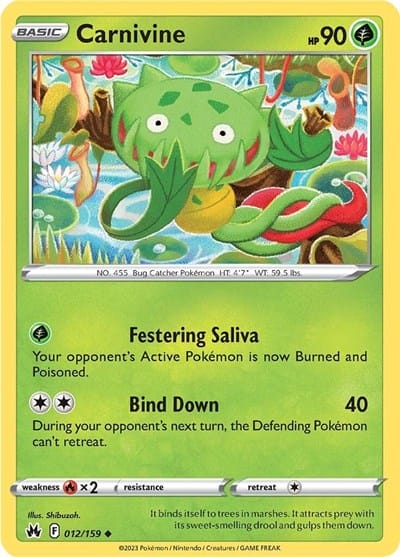 BASIC Carnivine HP 90
NO. 455 Bug Catcher Pokémon HT: 4'7" WT: 59.5 lbs.
Festering Saliva
Your opponent's Active Pokémon is now Burned and
Poisoned.
Bind Down 40
During your opponent's next turn, the Defending Pokémon
can't retreat.
weakness ×2 resistance retreat
Illus. Shibuzoh.
F 012/159
It binds itself to trees in marshes. It attracts prey with
its sweet-smelling drool and gulps them down.
©2023 Pokémon / Nintendo / Creatures / GAME FREAK